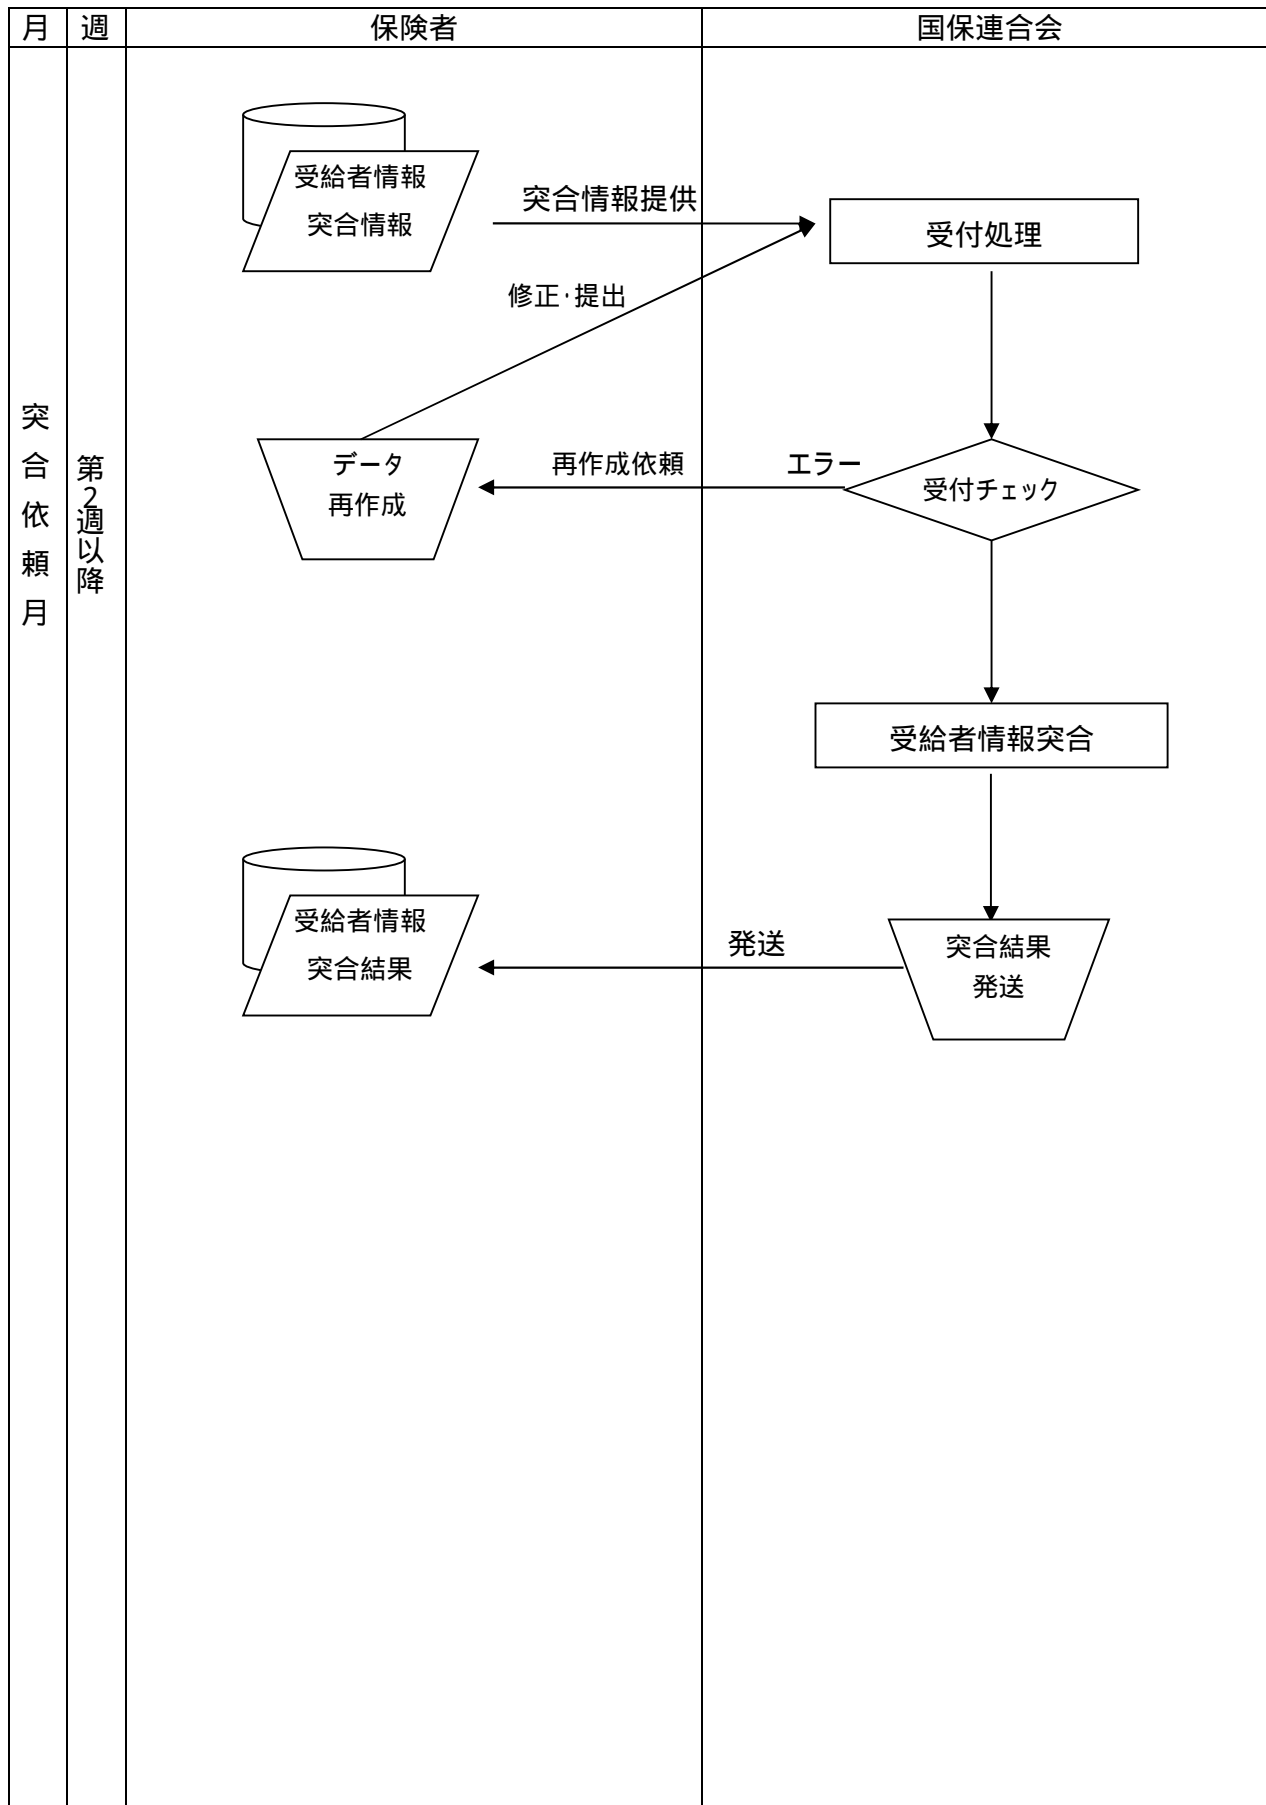 月 週 保険者 国保連合会
受給者情報
突合情報
突合情報提供
受付処理
修正・提出
突合依頼月
第2週以降
データ
再作成
再作成依頼
エラー
受付チェック
受給者情報突合
受給者情報
突合結果
発送
突合結果
発送